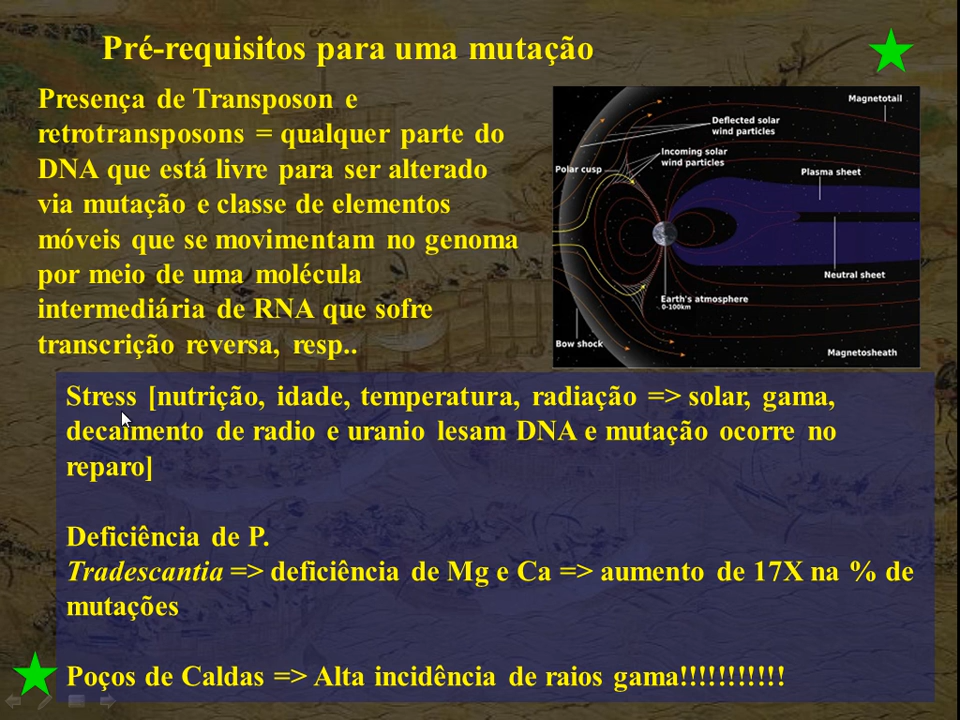 Pré-requisitos para uma mutação
Presença de Transposon e
retrotransposons = qualquer parte do
DNA que está livre para ser alterado
via mutação e classe de elementos
móveis que se movimentam no genoma
por meio de uma molécula
intermediária de RNA que sofre
transcrição reversa, resp..
Magnetotail
Deflected solar
wind particles
Incoming solar
wind particles
Polar cusp
Plasma sheet
Neutral sheet
Earth's atmosphere
0-100km
Bow shock
Magnetosheath
Stress [nutrição, idade, temperatura, radiação => solar, gama,
decaimento de radio e uranio lesam DNA e mutação ocorre no
reparo]
Deficiência de P.
Tradescantia => deficiência de Mg e Ca => aumento de 17X na % de
mutações
Poços de Caldas => Alta incidência de raios gama!!!!!!!!!!!